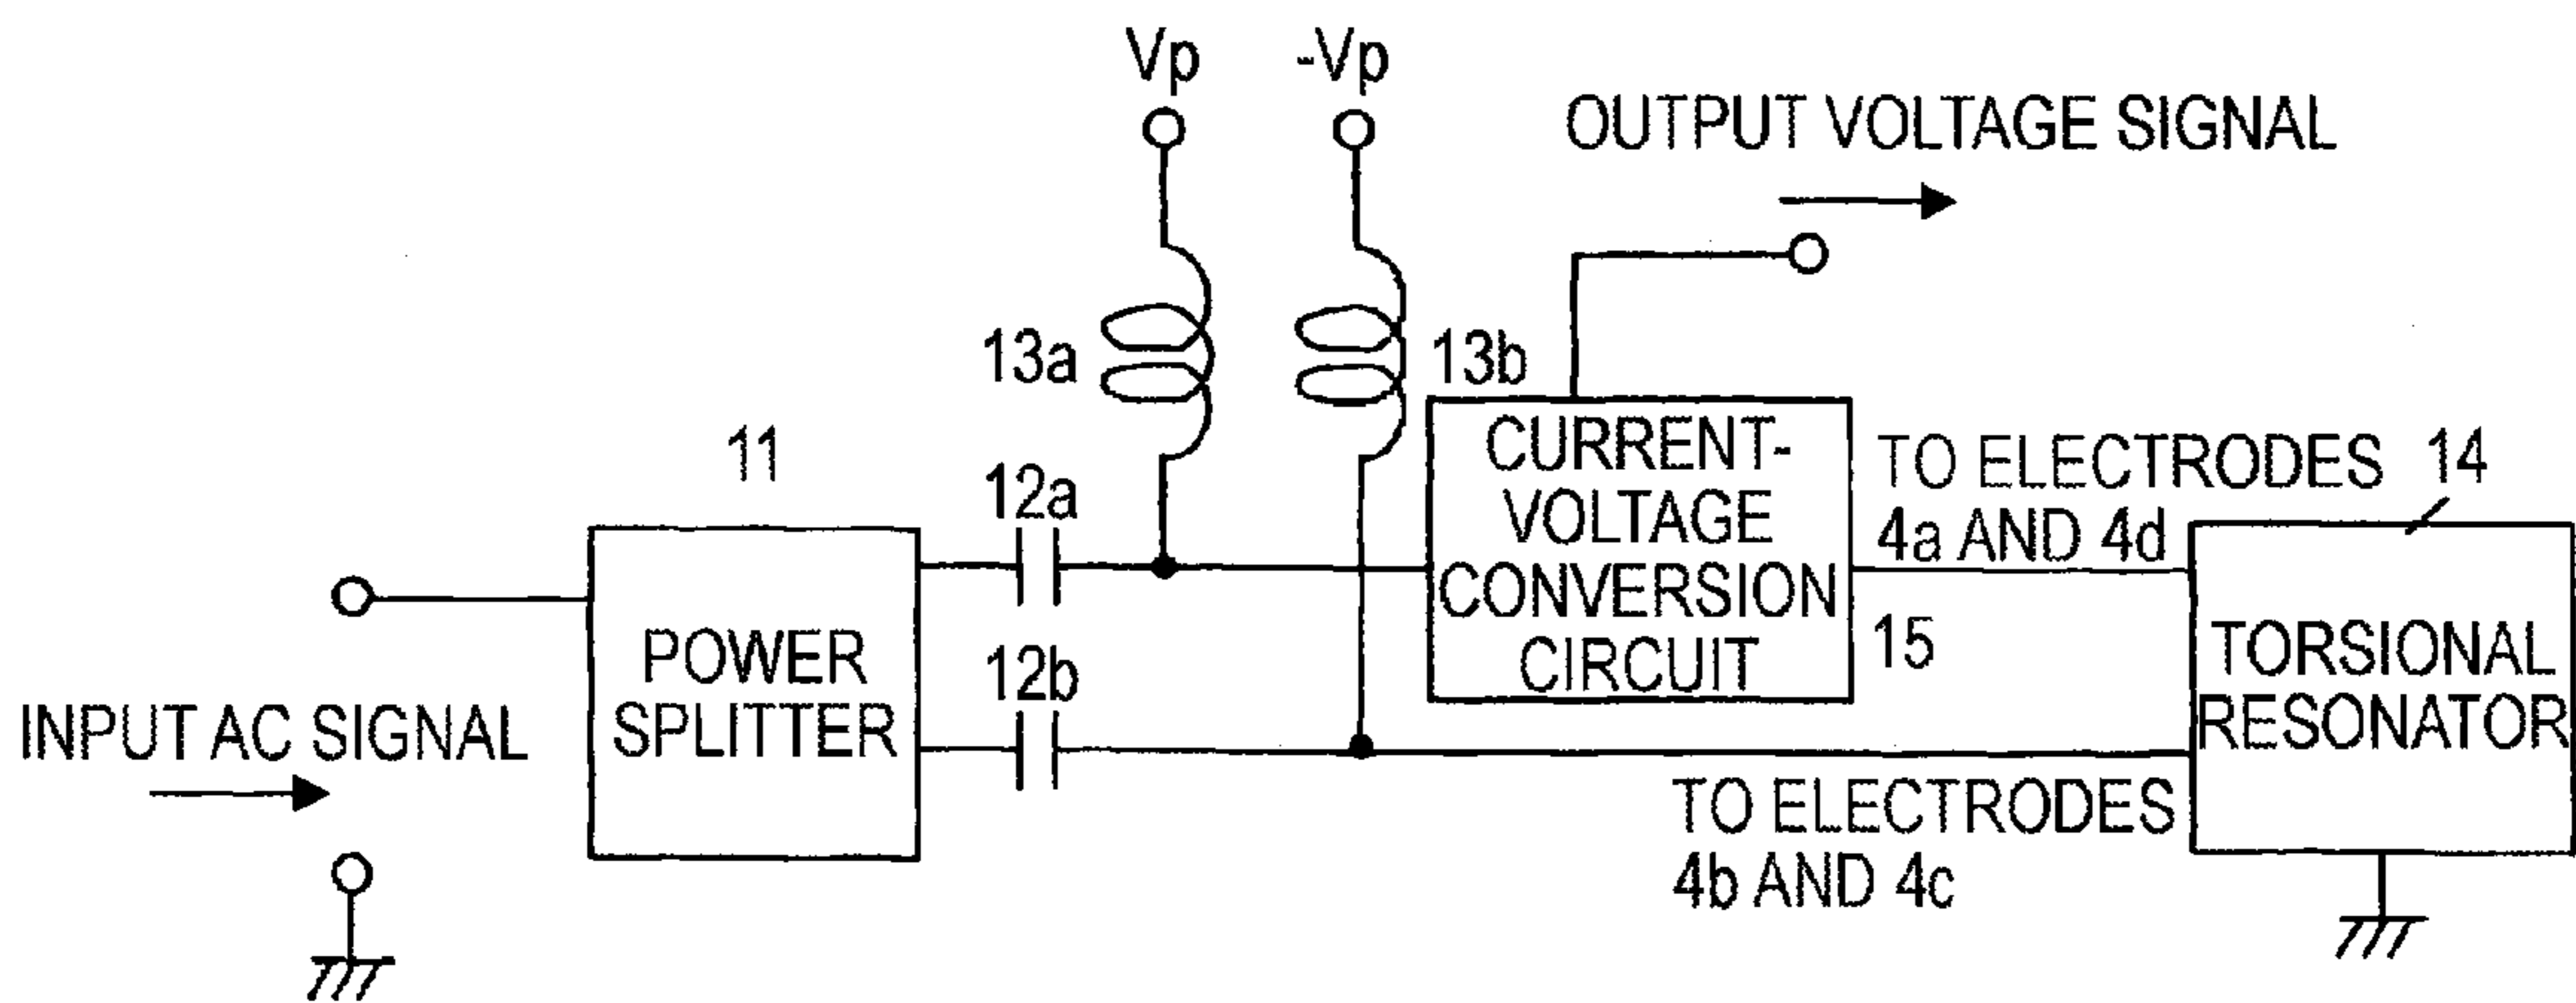 Vp
-Vp
OUTPUT VOLTAGE SIGNAL
13a
13b
11
12a
CURRENT-
VOLTAGE
CONVERSION
CIRCUIT
TO ELECTRODES
4a AND 4d
14
15
POWER
SPLITTER
12b
INPUT AC SIGNAL
TORSIONAL
RESONATOR
TO ELECTRODES
4b AND 4c